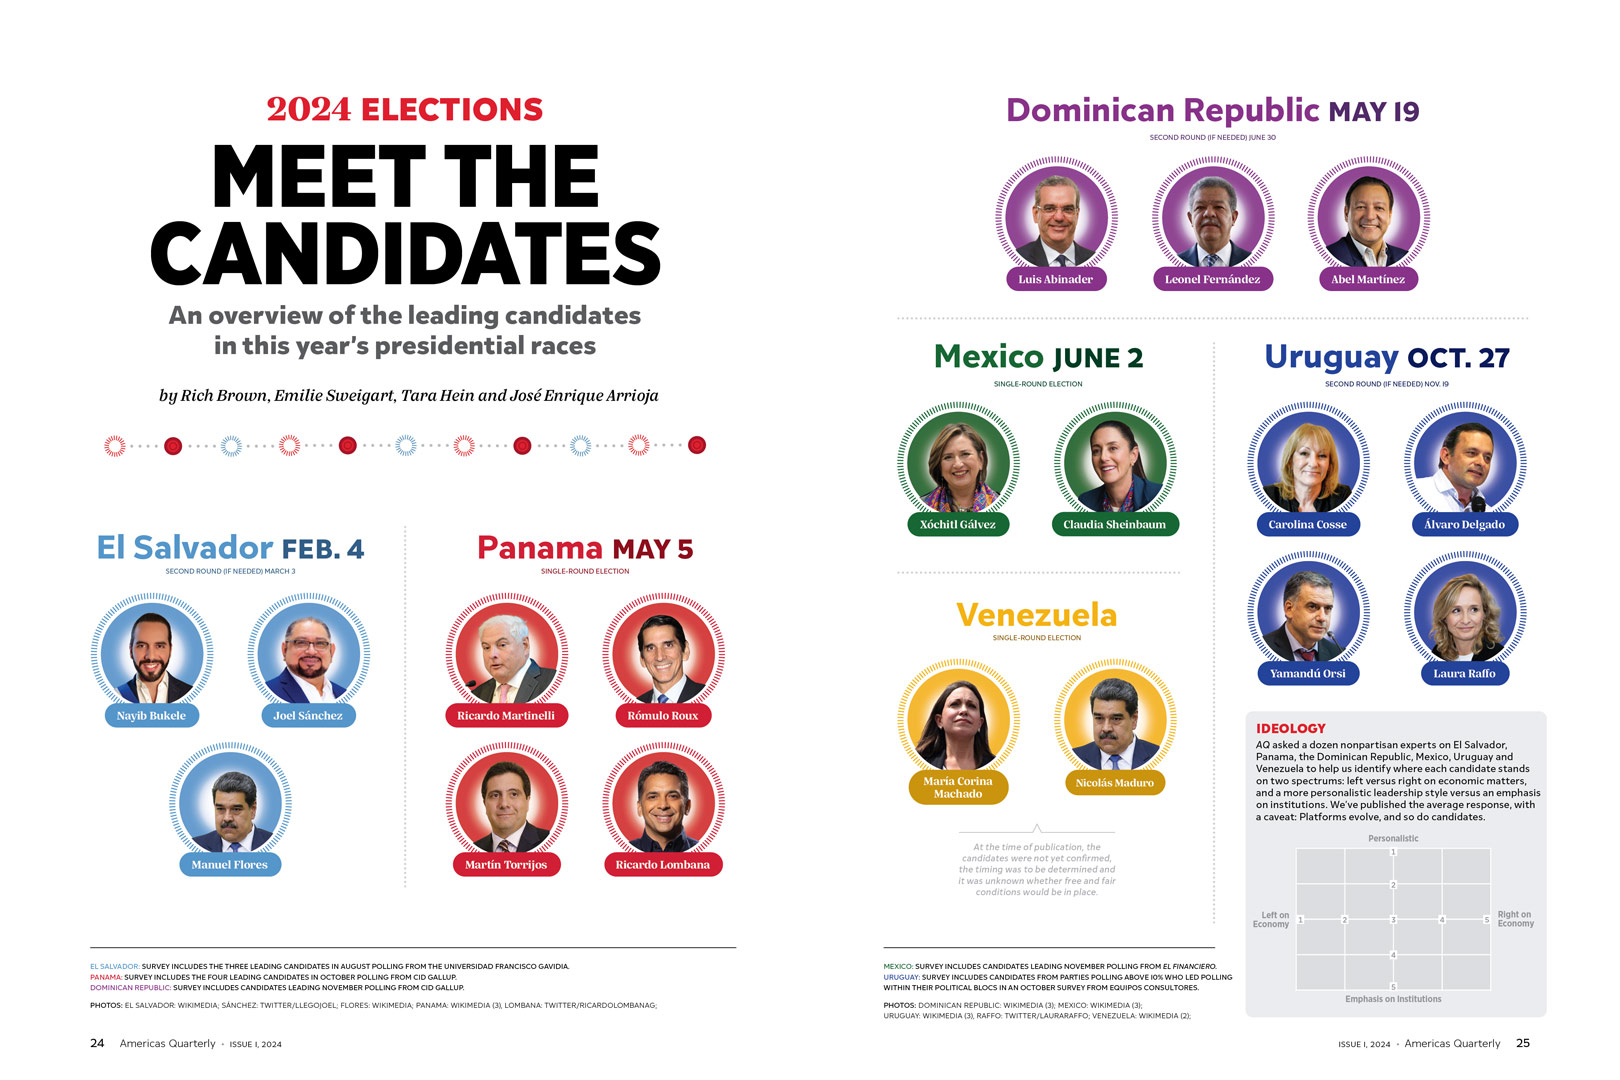 2024 ELECTIONS
MEET THE
CANDIDATES
An overview of the leading candidates
in this year's presidential races
by Rich Brown, Emilie Sweigart, Tara Hein and José Enrique Arrioja
El Salvador FEB. 4
SECOND ROUND (IF NEEDED) MARCH 3
Nayib Bukele
Joel Sánchez
Manuel Flores
Panama MAY 5
SINGLE-ROUND ELECTION
Ricardo Martinelli
Rómulo Roux
Martín Torrijos
Ricardo Lombana
EL SALVADOR: SURVEY INCLUDES THE THREE LEADING CANDIDATES IN AUGUST POLLING FROM THE UNIVERSIDAD FRANCISCO GAVIDIA.
PANAMA: SURVEY INCLUDES THE FOUR LEADING CANDIDATES IN OCTOBER POLLING FROM CID GALLUP.
DOMINICAN REPUBLIC: SURVEY INCLUDES CANDIDATES LEADING NOVEMBER POLLING FROM CID GALLUP.
PHOTOS: EL SALVADOR: WIKIMEDIA; SÁNCHEZ: TWITTER/LLEGOJOEL; FLORES: WIKIMEDIA; PANAMA: WIKIMEDIA (3), LOMBANA: TWITTER/RICARDOLOMBANAG;
24 Americas Quarterly • ISSUE 1, 2024
Dominican Republic MAY 19
SECOND ROUND (IF NEEDED) JUNE 30
Luis Abinader
Leonel Fernández
Abel Martínez
Mexico JUNE 2
SINGLE-ROUND ELECTION
Xóchitl Gálvez
Claudia Sheinbaum
Venezuela
SINGLE-ROUND ELECTION
María Corina
Machado
Nicolás Maduro
At the time of publication, the
candidates were not yet confirmed,
the timing was to be determined and
it was unknown whether free and fair
conditions would be in place.
Uruguay OCT. 27
SECOND ROUND (IF NEEDED) NOV. 19
Carolina Cosse
Álvaro Delgado
Yamandú Orsi
Laura Raffo
IDEOLOGY
AQ asked a dozen nonpartisan experts on El Salvador,
Panama, the Dominican Republic, Mexico, Uruguay and
Venezuela to help us identify where each candidate stands
on two spectrums: left versus right on economic matters,
and a more personalistic leadership style versus an emphasis
on institutions. We've published the average response, with
a caveat: Platforms evolve, and so do candidates.
Personalistic
1
2
Left on
Economy
1 2 3 4 5
Right on
Economy
4
5
Emphasis on Institutions
MEXICO: SURVEY INCLUDES CANDIDATES LEADING NOVEMBER POLLING FROM EL FINANCIERO.
URUGUAY: SURVEY INCLUDES CANDIDATES FROM PARTIES POLLING ABOVE 10% WHO LED POLLING
WITHIN THEIR POLITICAL BLOCS IN AN OCTOBER SURVEY FROM EQUIPOS CONSULTORES.
PHOTOS: DOMINICAN REPUBLIC: WIKIMEDIA (3); MEXICO: WIKIMEDIA (3);
URUGUAY: WIKIMEDIA (3), RAFFO: TWITTER/LAURARAFFO; VENEZUELA: WIKIMEDIA (2);
ISSUE 1, 2024 • Americas Quarterly 25